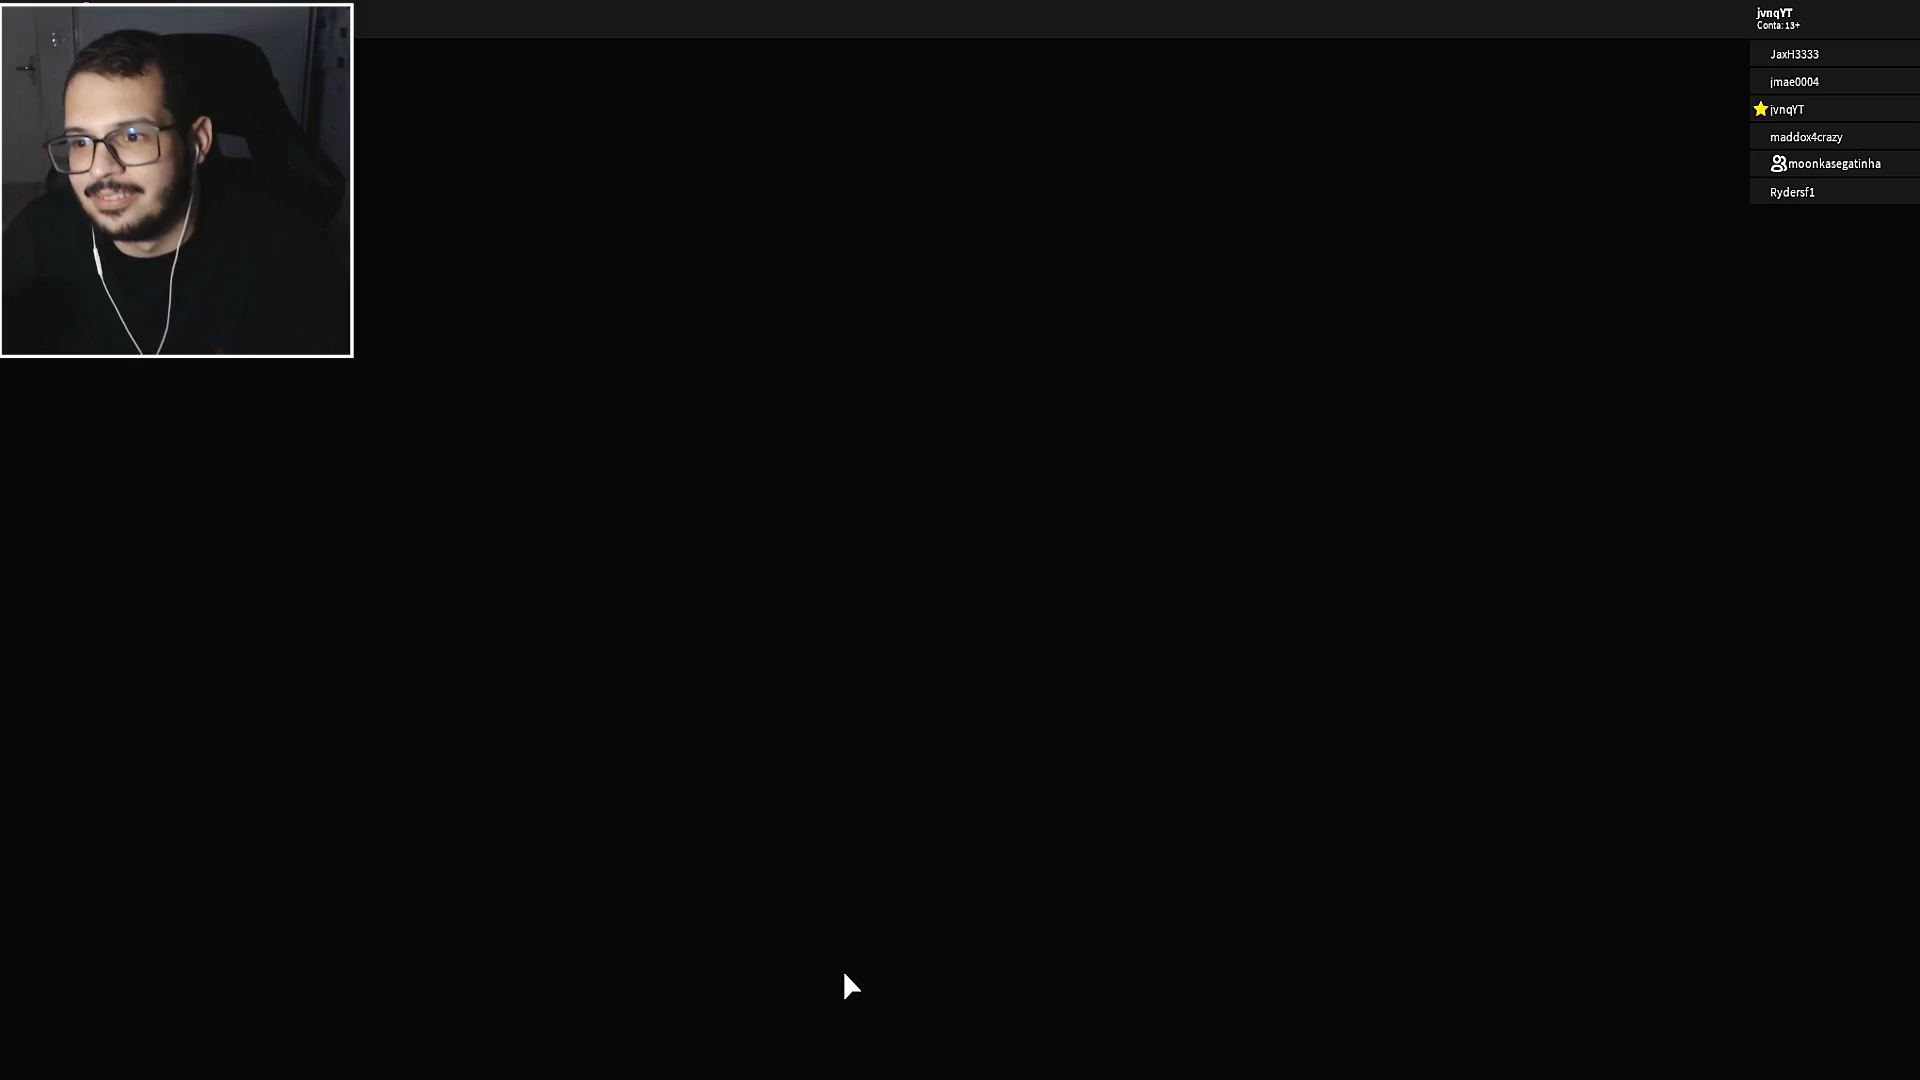 jvnqYT
Conta: 13+
JaxH3333
jmae0004
jvnqYT
maddox4crazy
moonkasegatinha
Rydersf1